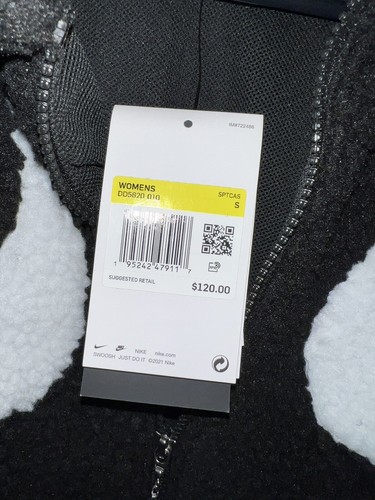 WOMENS
DD5620 010
SPTCAS
S
1 95242 47911 7
SUGGESTED RETAIL
$120.00
NIKE nike.com
SWOOSH JUST DO IT ©2021 Nike